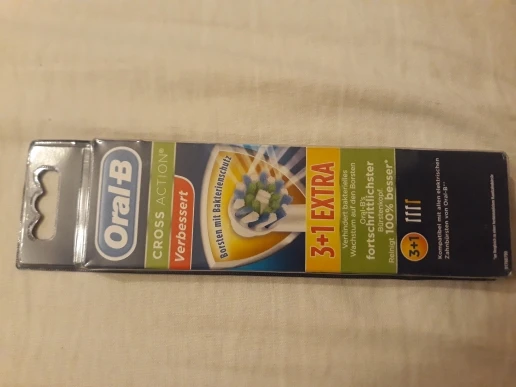 Oral-B
CROSS ACTION®
Verbessert
Borsten mit Bakterienschutz
3+1 EXTRA
Verhindert bakterielles
Wachstum auf den Borsten
Oral-B's
fortschrittlichster
Bürstenkopf
Reinigt 100% besser*
3+1
Kompatibel mit allen elektrischen
Zahnbürsten von Oral-B**